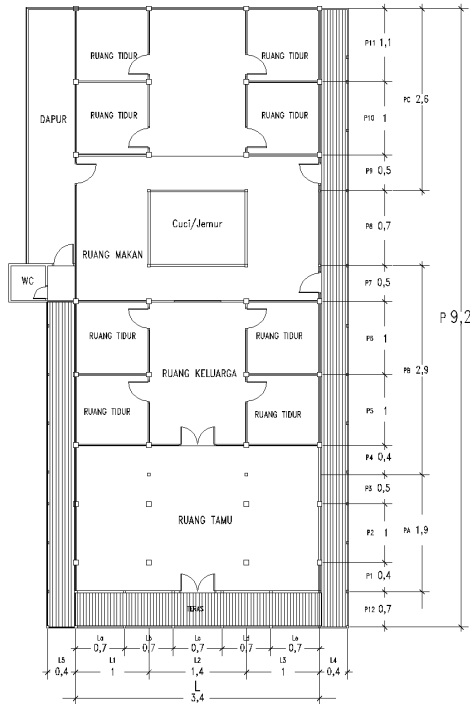 RUANG TIDUR
RUANG TIDUR
P11 1,1
PC 2,6
DAPUR
RUANG TIDUR
RUANG TIDUR
P10 1
P9 0,5
Cuci/Jemur
P8 0,7
RUANG MAKAN
WC
P7 0,5
P 9,2
RUANG TIDUR
RUANG TIDUR
P6 1
RUANG KELUARGA
PB 2,9
RUANG TIDUR
RUANG TIDUR
P5 1
P4 0,4
P3 0,5
RUANG TAMU
P2 1
PA 1,9
P1 0,4
TERAS
P12 0,7
La 0,7
Lb 0,7
Lc 0,7
Ld 0,7
Le 0,7
L5 0,4
L1 1
L2 1,4
L3 1
L4 0,4
L
3,4